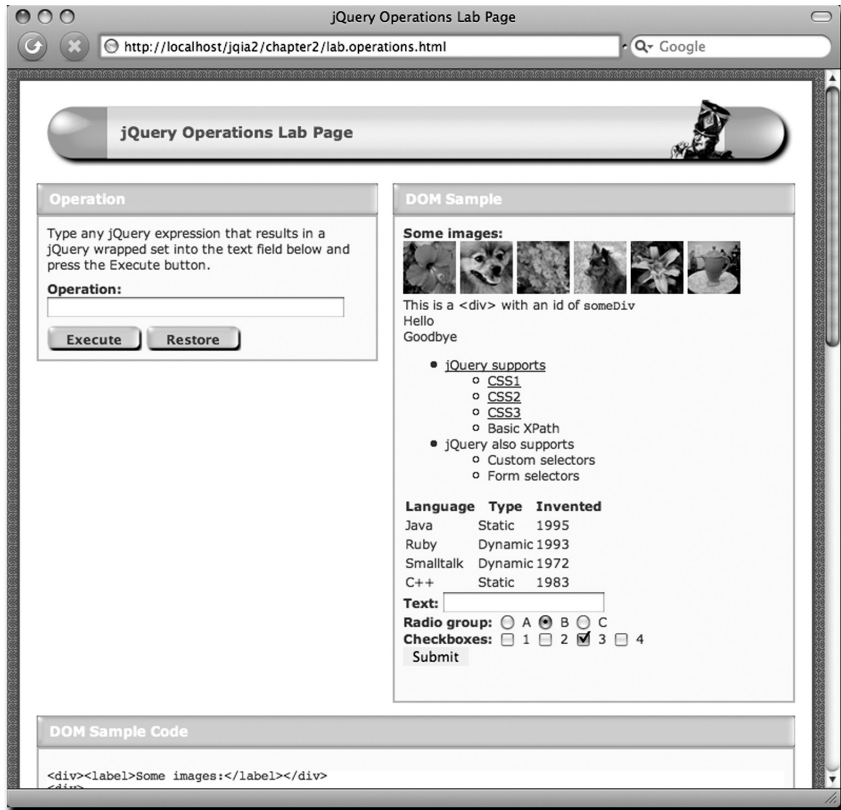 jQuery Operations Lab Page
http://localhost/jqia2/chapter2/lab.operations.html
Google
jQuery Operations Lab Page
Operation
Type any jQuery expression that results in a
jQuery wrapped set into the text field below and
press the Execute button.
Operation:
Execute Restore
DOM Sample
Some images:
This is a <div> with an id of someDiv
Hello
Goodbye
jQuery supports
CSS1
CSS2
CSS3
Basic XPath
jQuery also supports
Custom selectors
Form selectors
Language Type Invented
Java Static 1995
Ruby Dynamic 1993
Smalltalk Dynamic 1972
C++ Static 1983
Text:
Radio group: A B C
Checkboxes: 1 2 3 4
Submit
DOM Sample Code
<div><label>Some images:</label></div>
<div>